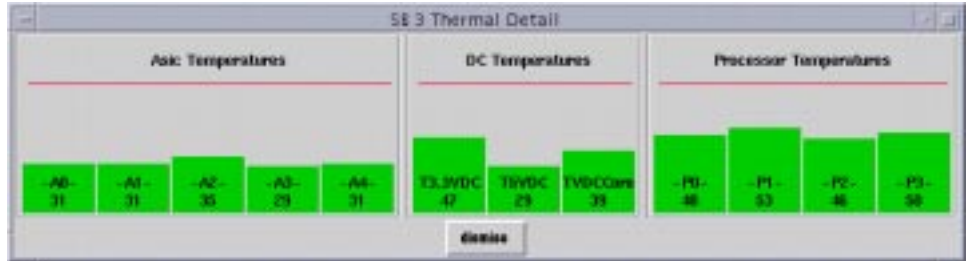 SB 3 Thermal Detail
Asic Temperatures DC Temperatures Processor Temperatures
-A0- -A1- -A2- -A3- -A4- T3.3VDC T5VDC TVDCCore -P0- -P1- -P2- -P3-
31 31 35 29 31 47 29 39 48 53 46 50
dismiss